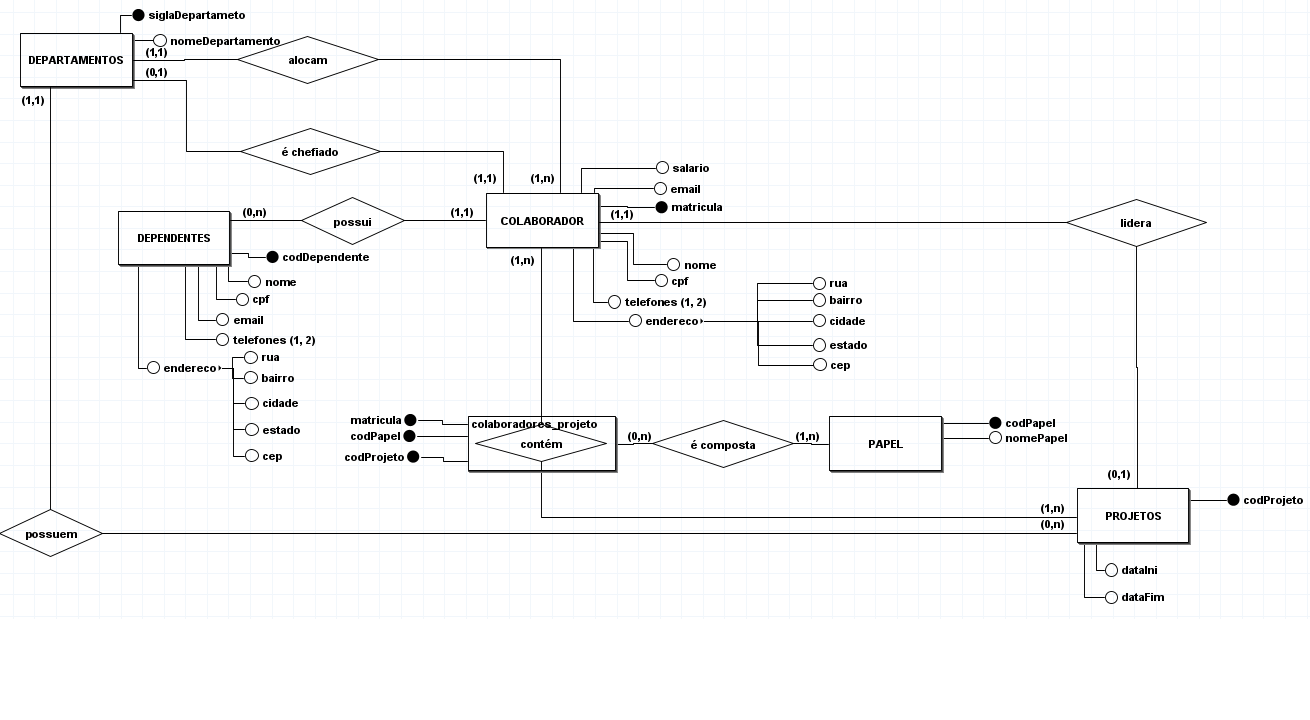 siglaDepartameto
nomeDepartamento
DEPARTAMENTOS
(1,1)
alocam
(0,1)
(1,1)
é chefiado
salario
(1,1)
(1,n)
email
matricula
(0,n)
possui
(1,1)
COLABORADOR
(1,1)
lidera
DEPENDENTES
codDependente
(1,n)
nome
nome
cpf
rua
cpf
telefones (1, 2)
bairro
email
endereco
cidade
telefones (1, 2)
estado
rua
endereco
cep
bairro
cidade
matricula
colaboradores_projeto
codPapel
estado
codPapel
(0,n)
é composta
(1,n)
nomePapel
contém
PAPEL
codProjeto
cep
(0,1)
codProjeto
(1,n)
PROJETOS
(0,n)
possuem
dataIni
dataFim